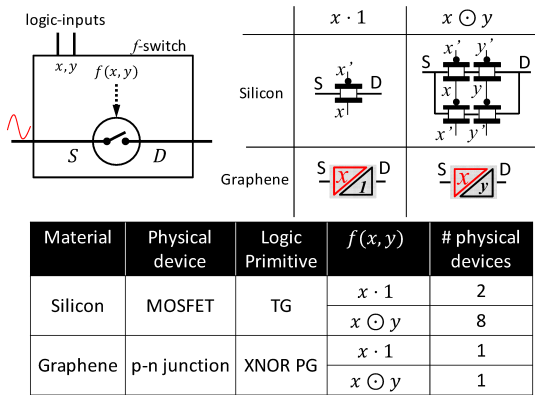 logic-inputs
f-switch
x,y
f(x,y)
S
D
x · 1
x ⊙ y
Silicon
S
x'
D
x
S
x'
y'
D
x
y
x'
y'
Graphene
S
x
1
D
S
x
y
D
Material
Physical device
Logic Primitive
f(x,y)
# physical devices
Silicon
MOSFET
TG
x · 1
2
x ⊙ y
8
Graphene
p-n junction
XNOR PG
x · 1
1
x ⊙ y
1